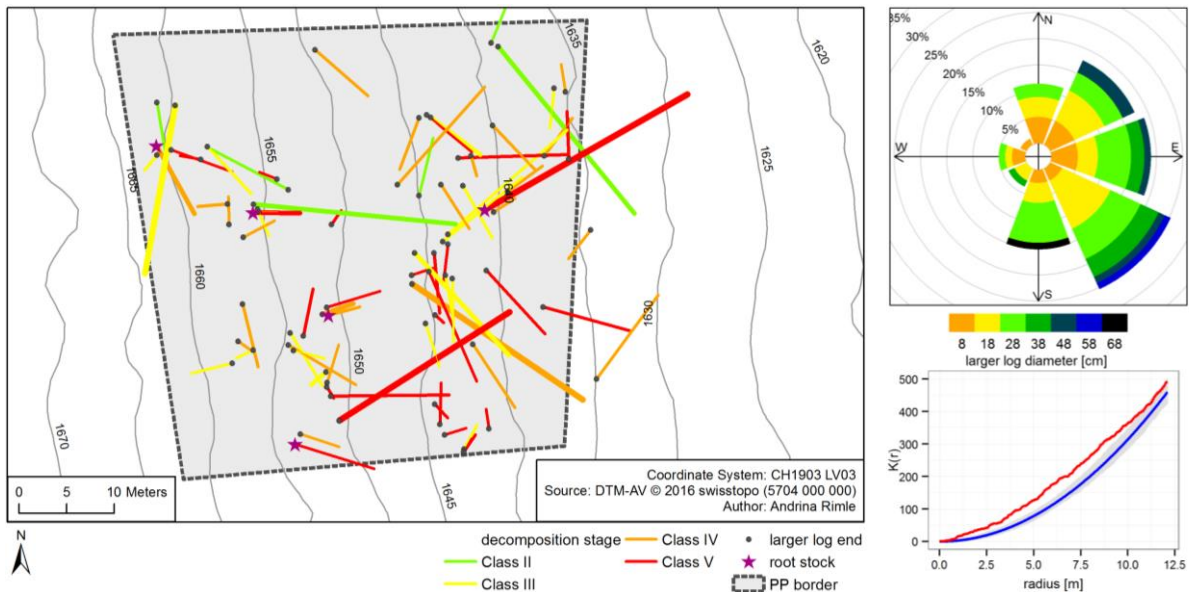 1635
1620
1655
1665
1640
1625
1660
1630
1650
1670
1645
0 5 10 Meters
Coordinate System: CH1903 LV03
Source: DTM-AV © 2016 swisstopo (5704 000 000)
Author: Andrina Rimle
N
decomposition stage
Class II
Class III
Class IV
Class V
larger log end
root stock
PP border
35%
30%
25%
20%
15%
10%
5%
N
W
E
S
8 18 28 38 48 58 68
larger log diameter [cm]
K(r)
500
400
300
200
100
0
0.0 2.5 5.0 7.5 10.0 12.5
radius [m]